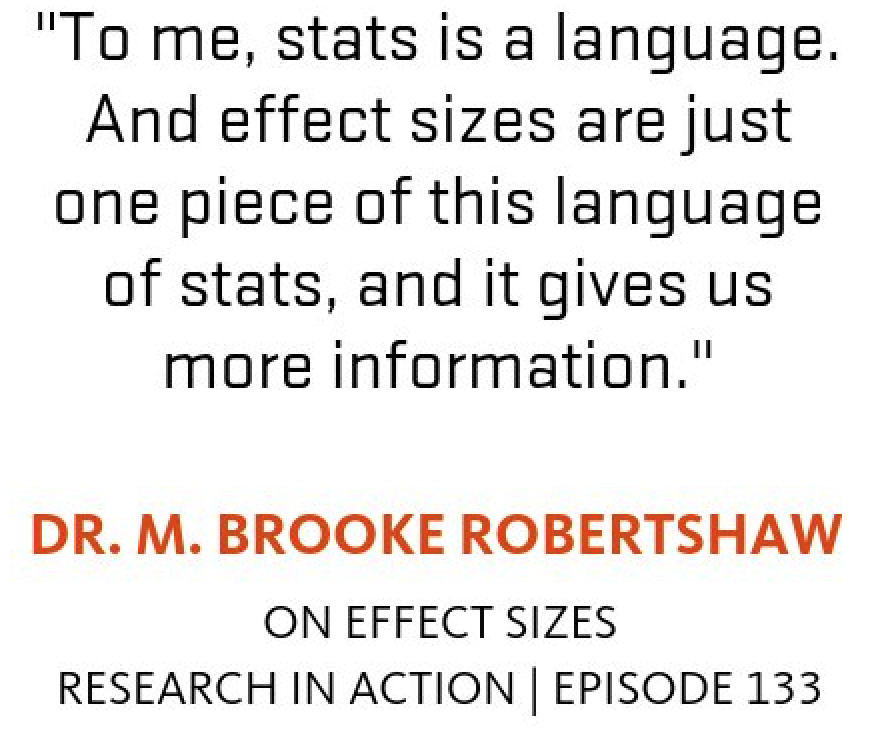 "To me, stats is a language.
And effect sizes are just
one piece of this language
of stats, and it gives us
more information."
DR. M. BROOKE ROBERTSHAW
ON EFFECT SIZES
RESEARCH IN ACTION | EPISODE 133